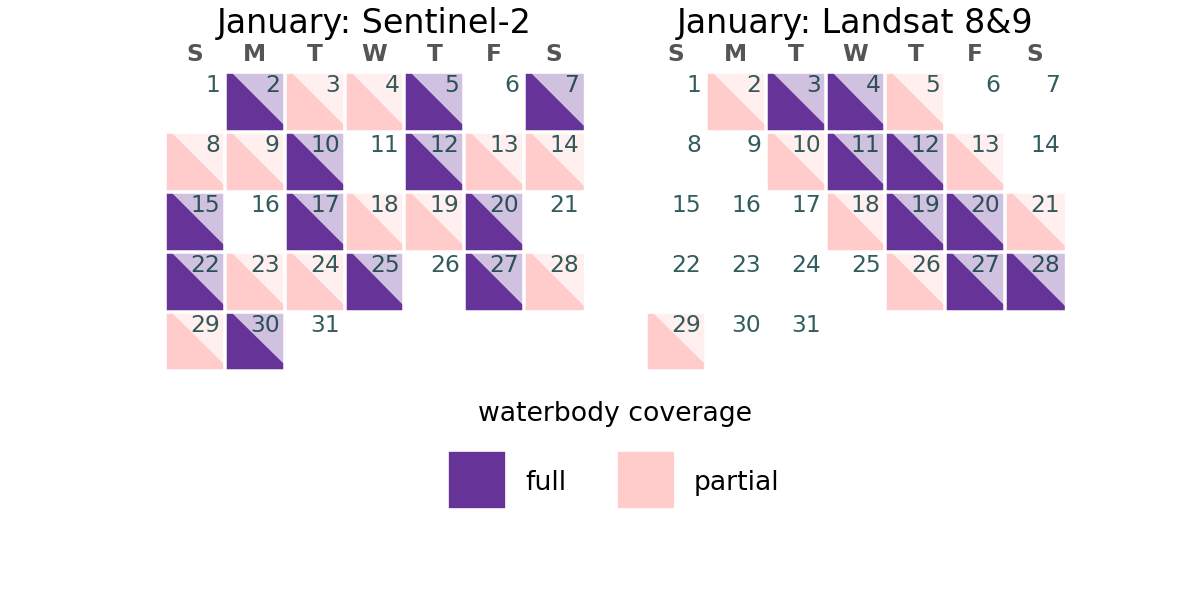 January: Sentinel-2
S M T W T F S
1 2 3 4 5 6 7
8 9 10 11 12 13 14
15 16 17 18 19 20 21
22 23 24 25 26 27 28
29 30 31
January: Landsat 8&9
S M T W T F S
1 2 3 4 5 6 7
8 9 10 11 12 13 14
15 16 17 18 19 20 21
22 23 24 25 26 27 28
29 30 31
waterbody coverage
full
partial